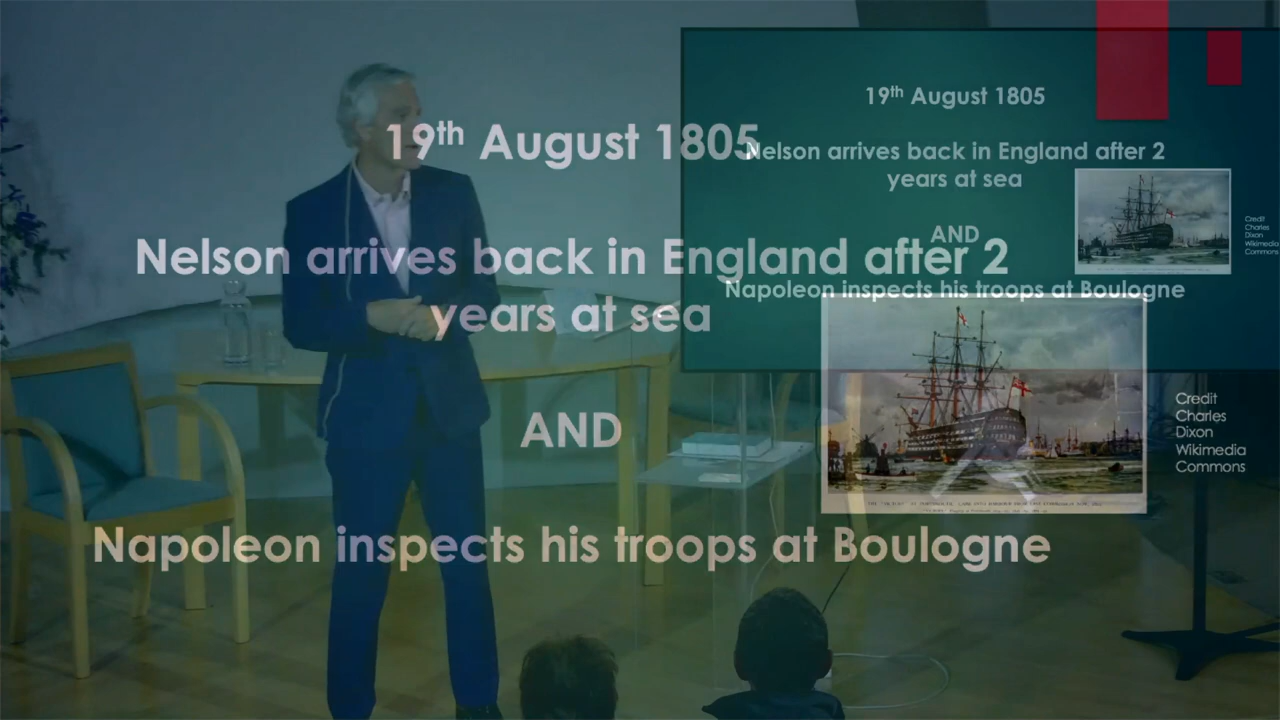 19th August 1805
Nelson arrives back in England after 2
years at sea
AND
Napoleon inspects his troops at Boulogne
Credit
Charles
Dixon
Wikimedia
Commons
19th August 1805
Nelson arrives back in England after 2
years at sea
AND
Napoleon inspects his troops at Boulogne
Credit
Charles
Dixon
Wikimedia
Commons